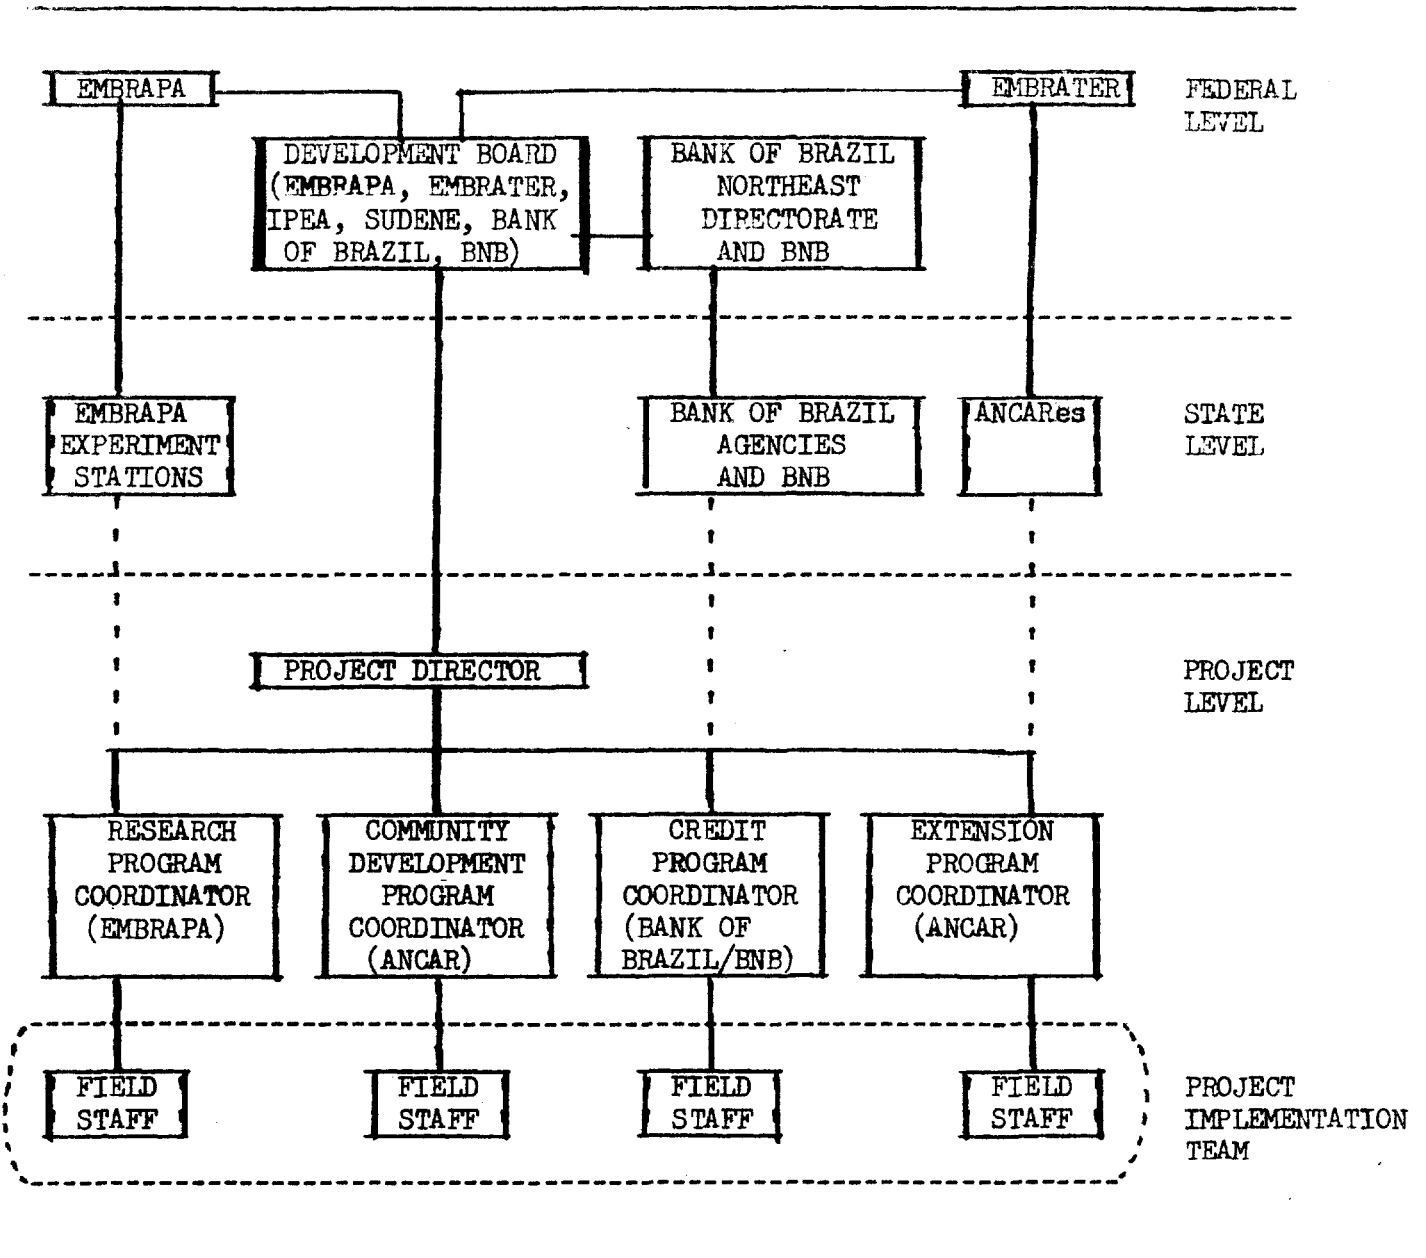 EMBRAPA
EMBRATER
FEDERAL
LEVEL
DEVELOPMENT BOARD
(EMBRAPA, EMBRATER,
IPEA, SUDENE, BANK
OF BRAZIL, BNB)
BANK OF BRAZIL
NORTHEAST
DIRECTORATE
AND BNB
EMBRAPA
EXPERIMENT
STATIONS
BANK OF BRAZIL
AGENCIES
AND BNB
ANCARes
STATE
LEVEL
PROJECT DIRECTOR
PROJECT
LEVEL
RESEARCH
PROGRAM
COORDINATOR
(EMBRAPA)
COMMUNITY
DEVELOPMENT
PROGRAM
COORDINATOR
(ANCAR)
CREDIT
PROGRAM
COORDINATOR
(BANK OF
BRAZIL/BNB)
EXTENSION
PROGRAM
COORDINATOR
(ANCAR)
FIELD
STAFF
FIELD
STAFF
FIELD
STAFF
FIELD
STAFF
PROJECT
IMPLEMENTATION
TEAM